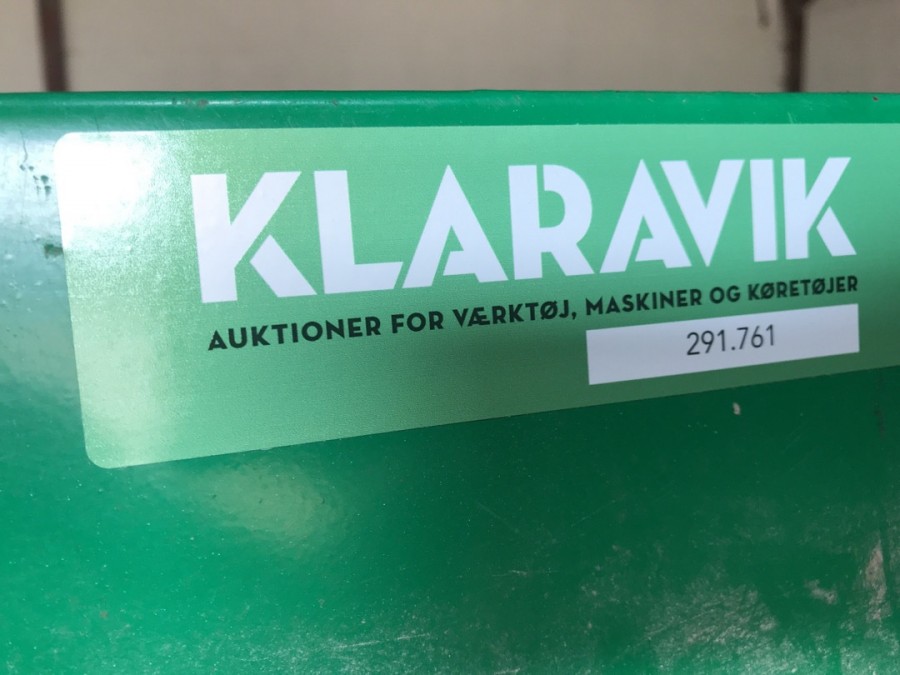 KLARAVIK
AUKTIONER FOR VÆRKTØJ, MASKINER OG KØRETØJER
291.761